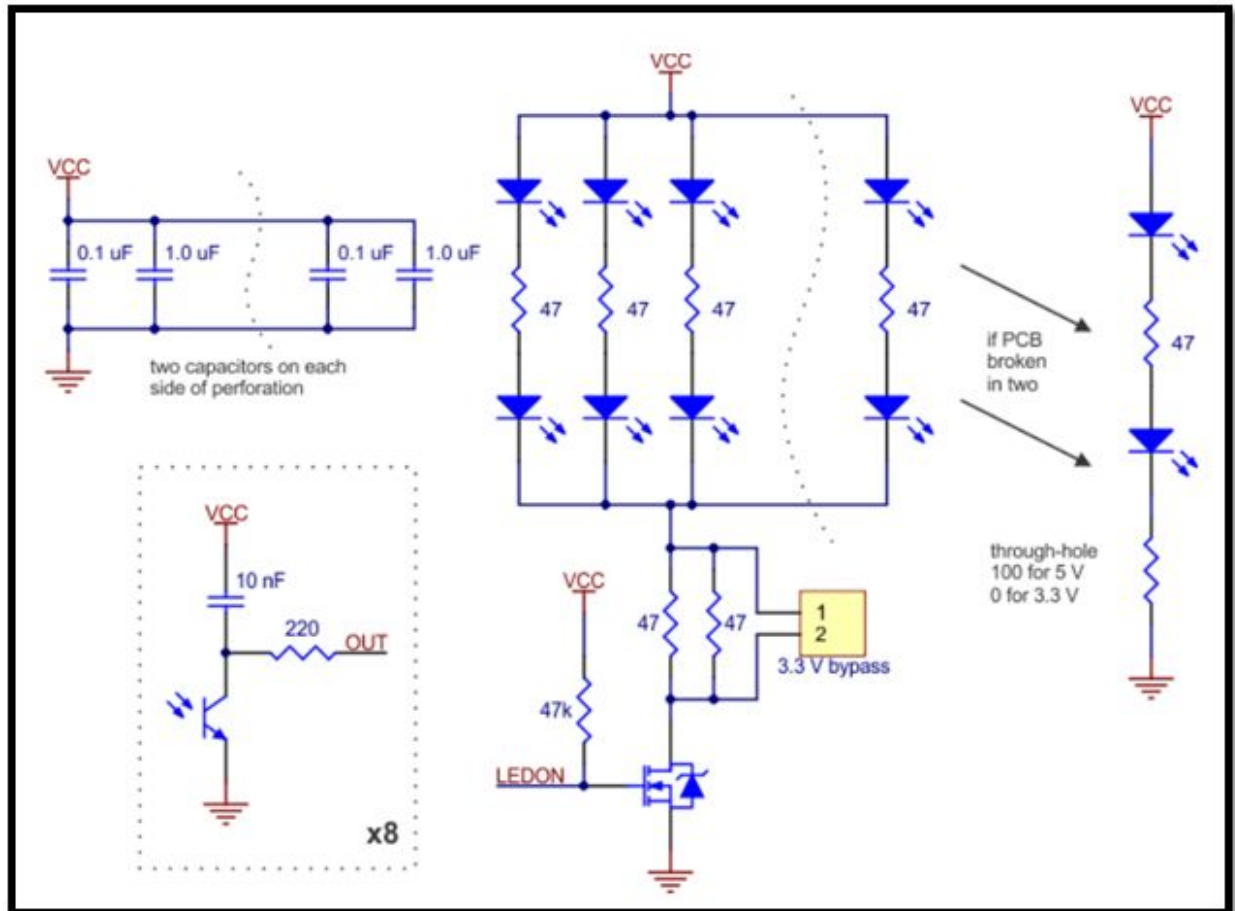 VCC
0.1 uF
1.0 uF
0.1 uF
1.0 uF
two capacitors on each
side of perforation
VCC
10 nF
220
OUT
x8
VCC
47
47
47
47
VCC
47k
LEDON
47
47
1
2
3.3 V bypass
if PCB
broken
in two
VCC
47
through-hole
100 for 5 V
0 for 3.3 V